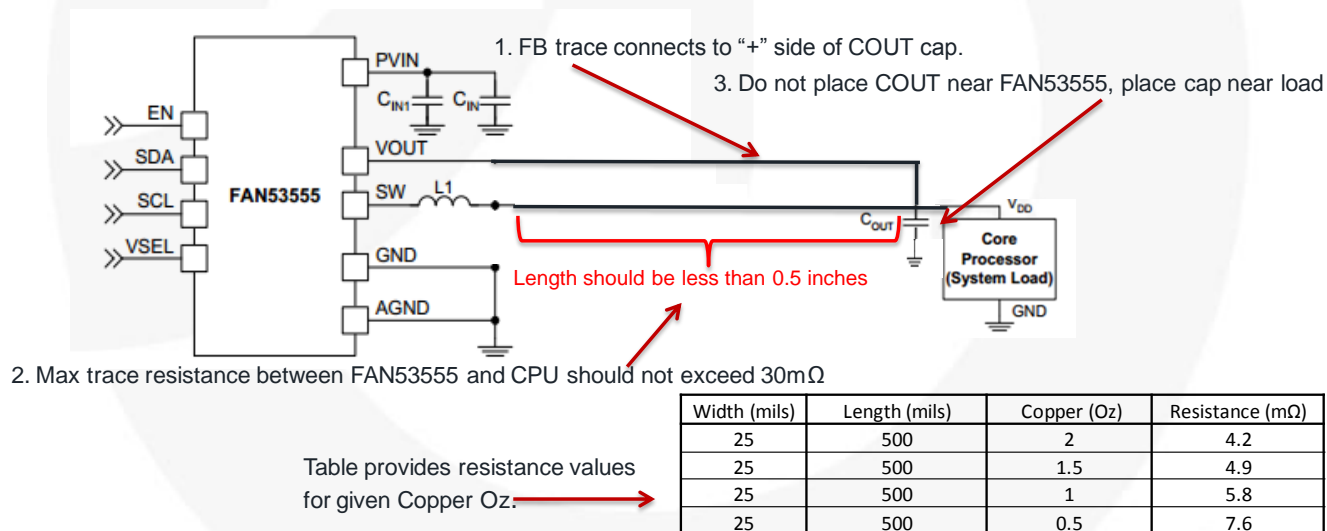 1. FB trace connects to “+” side of COUT cap.
3. Do not place COUT near FAN53555, place cap near load
PVIN
CIN1
CIN
EN
VOUT
SDA
FAN53555
SW
L1
SCL
VDD
COUT
Core
Processor
(System Load)
VSEL
GND
Length should be less than 0.5 inches
AGND
GND
2. Max trace resistance between FAN53555 and CPU should not exceed 30mΩ
Width (mils) Length (mils) Copper (Oz) Resistance (mΩ)
25 500 2 4.2
25 500 1.5 4.9
25 500 1 5.8
25 500 0.5 7.6
Table provides resistance values
for given Copper Oz.